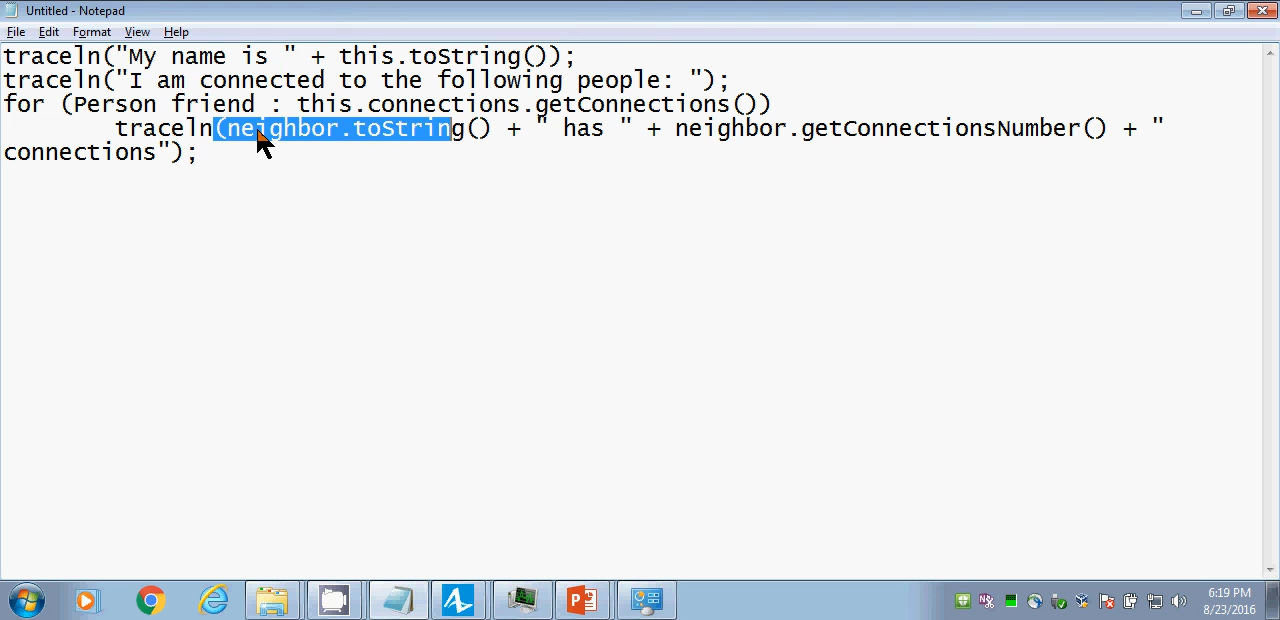 Untitled - Notepad
File Edit Format View Help
traceln("My name is " + this.toString());
traceln("I am connected to the following people: ");
for (Person friend : this.connections.getConnections())
traceln(neighbor.toString() + " has " + neighbor.getConnectionsNumber() + "
connections");
6:19 PM
8/23/2016